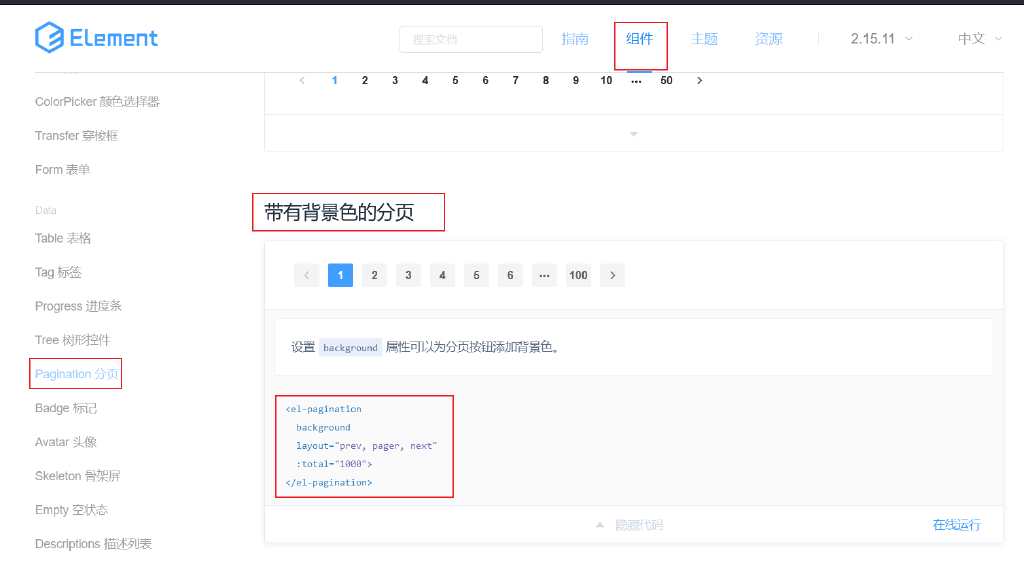 Element
搜索文档
指南
组件
主题
资源
2.15.11
中文
ColorPicker 颜色选择器
Transfer 穿梭框
Form 表单
Data
Table 表格
Tag 标签
Progress 进度条
Tree 树形控件
Pagination 分页
Badge 标记
Avatar 头像
Skeleton 骨架屏
Empty 空状态
Descriptions 描述列表
< 1 2 3 4 5 6 7 8 9 10 ••• 50 >
带有背景色的分页
< 1 2 3 4 5 6 ••• 100 >
设置 background 属性可以为分页按钮添加背景色。
<el-pagination
background
layout="prev, pager, next"
:total="1000">
</el-pagination>
隐藏代码
在线运行